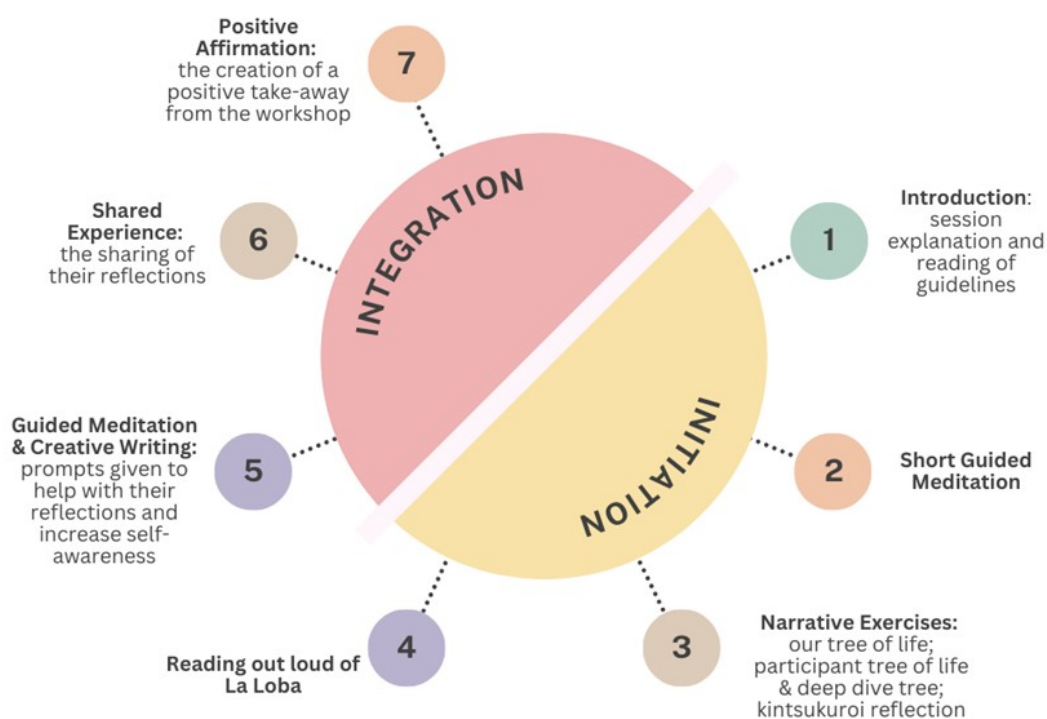 INTEGRATION
INITIATION
1
Introduction:
session
explanation and
reading of
guidelines
2
Short Guided
Meditation
3
Narrative Exercises:
our tree of life;
participant tree of life
& deep dive tree;
kintsukuroi reflection
4
Reading out loud of
La Loba
5
Guided Meditation
& Creative Writing:
prompts given to
help with their
reflections and
increase self-
awareness
6
Shared
Experience:
the sharing of
their reflections
7
Positive
Affirmation:
the creation of a
positive take-away
from the workshop